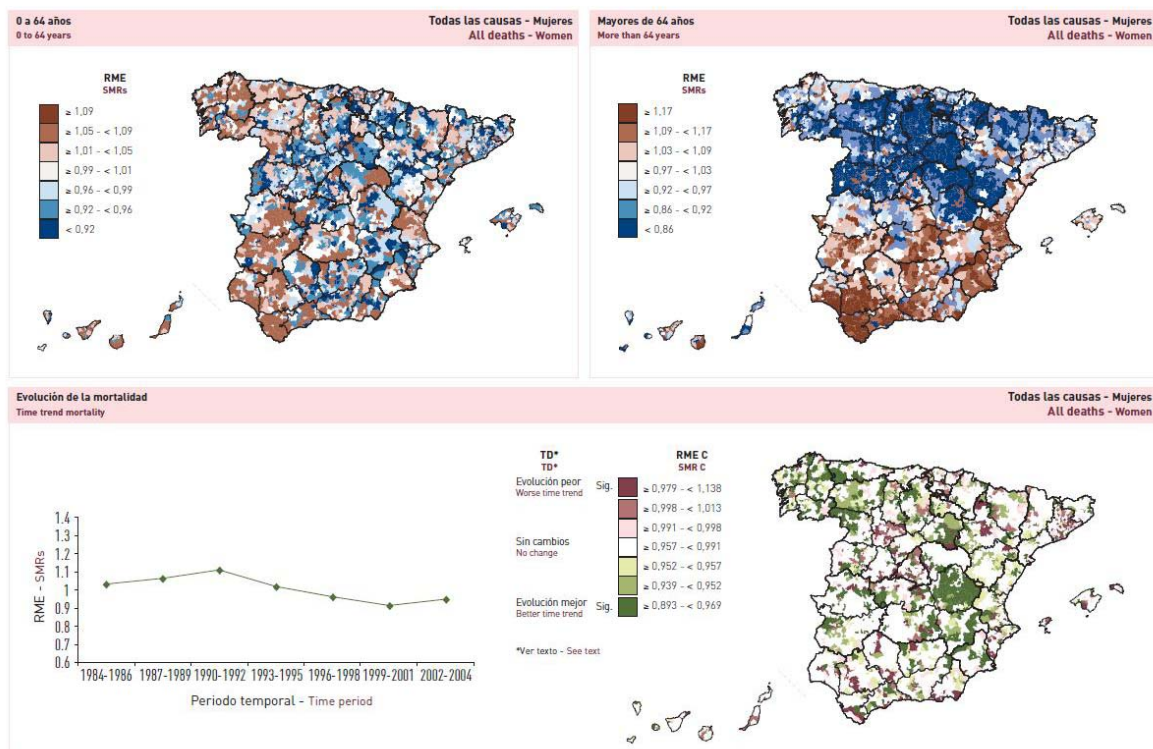 0 a 64 años
0 to 64 years
Todas las causas - Mujeres
All deaths - Women
RME
SMRs
≥ 1,09
≥ 1,05 - < 1,09
≥ 1,01 - < 1,05
≥ 0,99 - < 1,01
≥ 0,96 - < 0,99
≥ 0,92 - < 0,96
< 0,92
Mayores de 64 años
More than 64 years
Todas las causas - Mujeres
All deaths - Women
RME
SMRs
≥ 1,17
≥ 1,09 - < 1,17
≥ 1,03 - < 1,09
≥ 0,97 - < 1,03
≥ 0,92 - < 0,97
≥ 0,86 - < 0,92
< 0,86
Evolución de la mortalidad
Time trend mortality
Todas las causas - Mujeres
All deaths - Women
RME - SMRs
1.4
1.3
1.2
1.1
1
0.9
0.8
0.7
0.6
1984-1986 1987-1989 1990-1992 1993-1995 1996-1998 1999-2001 2002-2004
Periodo temporal - Time period
TD*
TD*
RME C
SMR C
Evolución peor
Worse time trend
Sig.
≥ 0,979 - < 1,138
≥ 0,998 - < 1,013
≥ 0,991 - < 0,998
Sin cambios
No change
≥ 0,957 - < 0,991
≥ 0,952 - < 0,957
≥ 0,939 - < 0,952
Evolución mejor
Better time trend
Sig.
≥ 0,893 - < 0,969
*Ver texto - See text